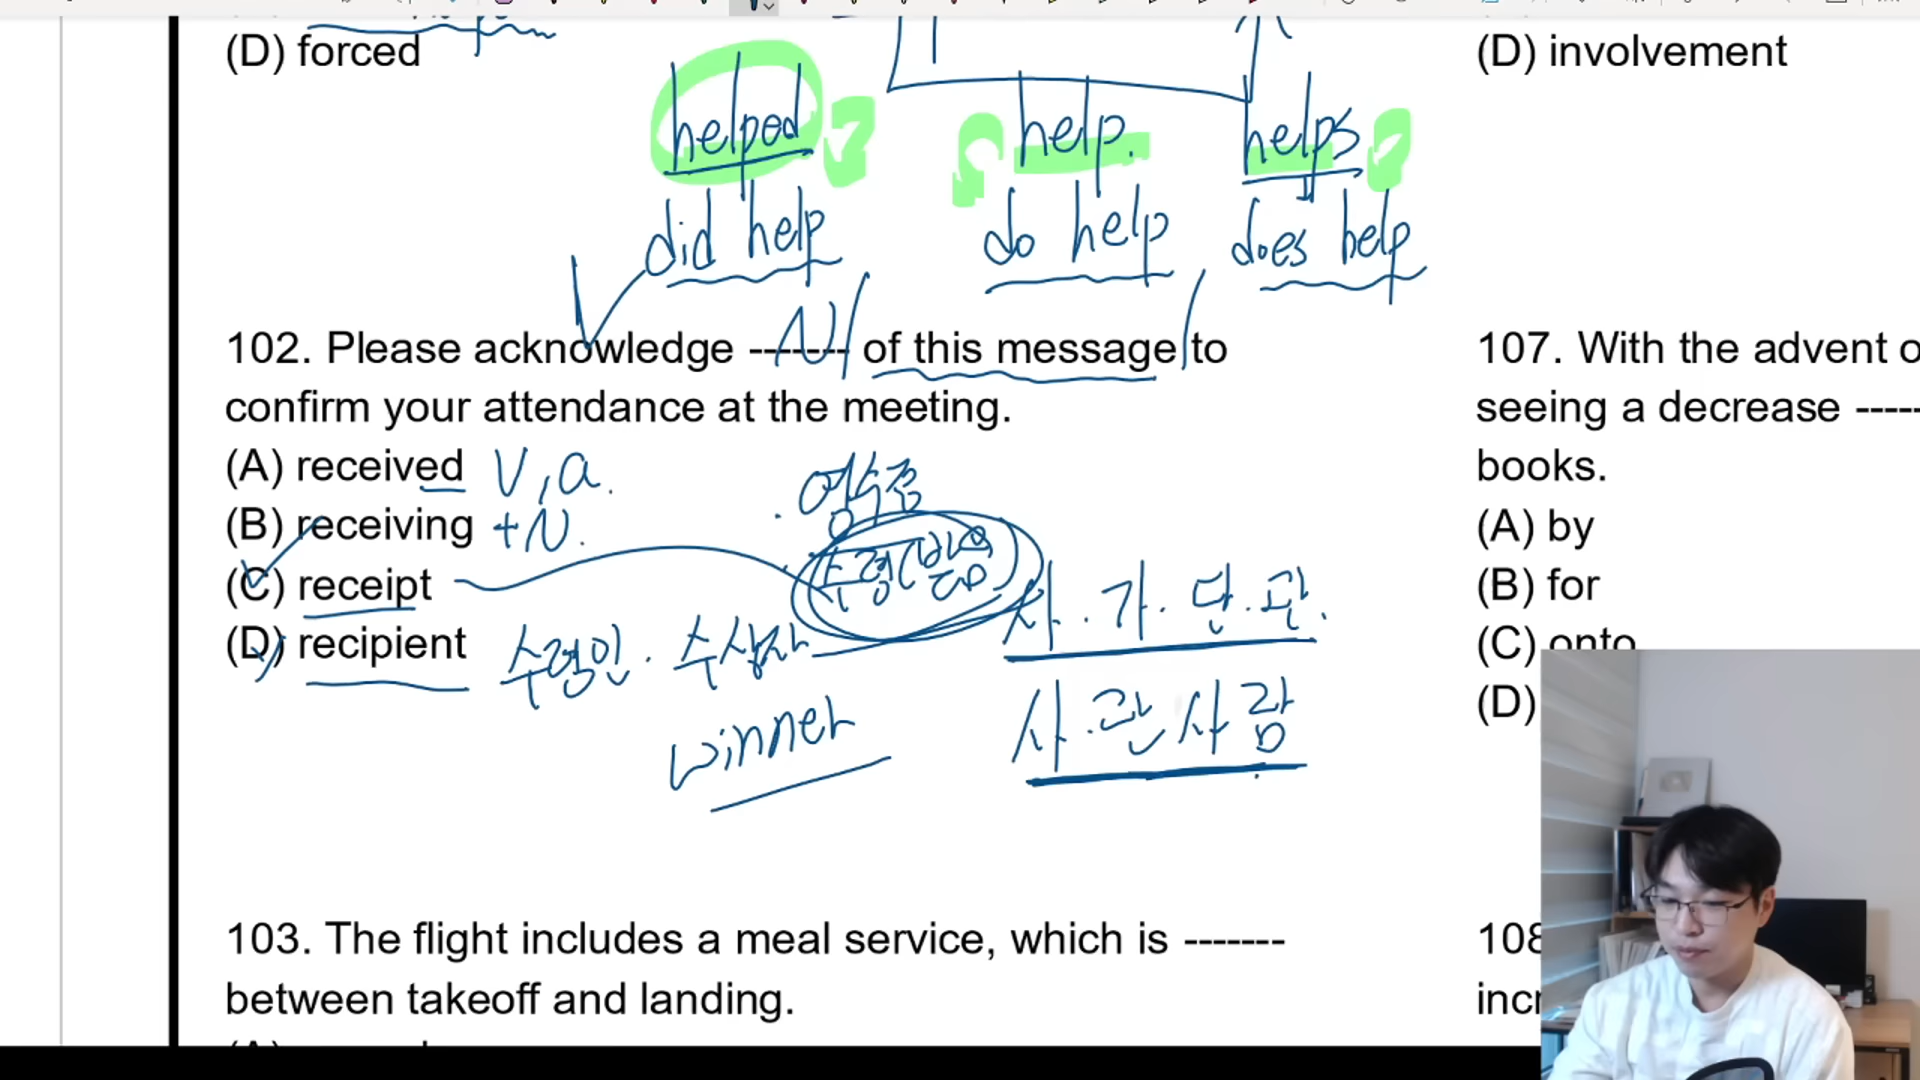 (D) forced
helped help. helps
did help do help does help
102. Please acknowledge ------- of this message to
N
confirm your attendance at the meeting.
(A) received V, a.
영수증
(B) receiving +N.
수령(받음)
(C) receipt
사.가.단.관.
(D) recipient 수령인. 수상자
winner
사.관 사람
103. The flight includes a meal service, which is -------
between takeoff and landing.
(D) involvement
107. With the advent o
seeing a decrease -----
books.
(A) by
(B) for
(C) onto
(D)
108
incr